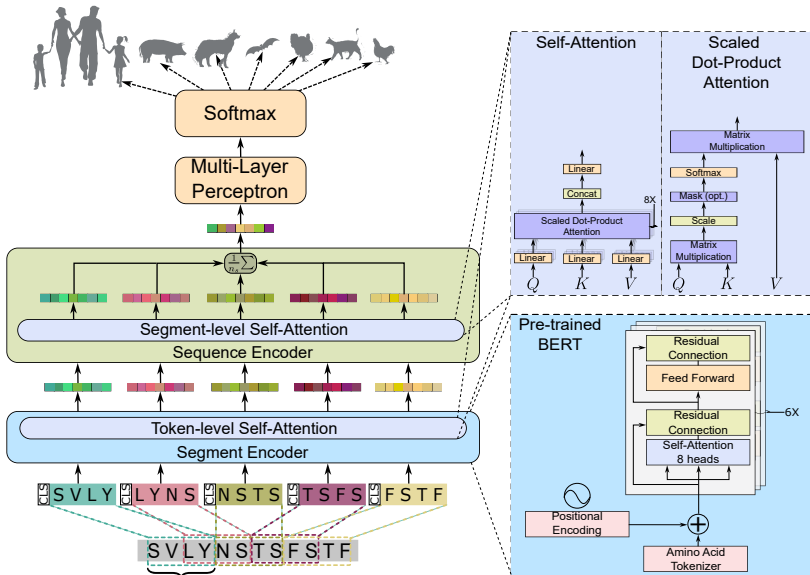 Softmax
Multi-Layer
Perceptron
1/nₛ ∑
Segment-level Self-Attention
Sequence Encoder
Token-level Self-Attention
Segment Encoder
CLS S V L Y CLS L Y N S CLS N S T S CLS T S F S CLS F S T F
S V L Y N S T S F S T F
Self-Attention
Linear
Concat
8X
Scaled Dot-Product
Attention
Linear Linear Linear
Q K V
Scaled
Dot-Product
Attention
Matrix
Multiplication
Softmax
Mask (opt.)
Scale
Matrix
Multiplication
Q K V
Pre-trained
BERT
Residual
Connection
Feed Forward
6X
Residual
Connection
Self-Attention
8 heads
Positional
Encoding
+
Amino Acid
Tokenizer